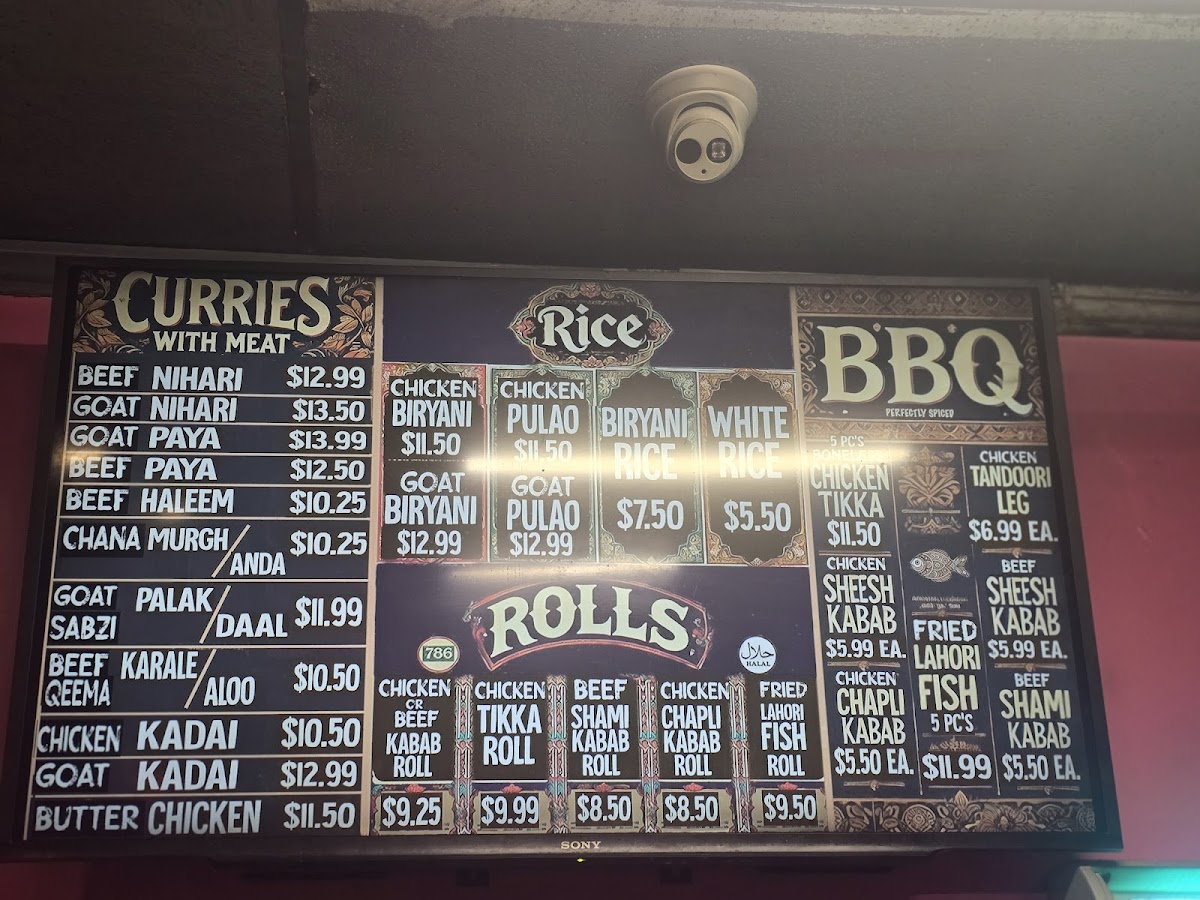 CURRIES
WITH MEAT
BEEF NIHARI $12.99
GOAT NIHARI $13.50
GOAT PAYA $13.99
BEEF PAYA $12.50
BEEF HALEEM $10.25
CHANA MURGH/ANDA $10.25
GOAT SABZI PALAK/DAAL $11.99
BEEF QEEMA KARALE/ALOO $10.50
CHICKEN KADAI $10.50
GOAT KADAI $12.99
BUTTER CHICKEN $11.50
Rice
CHICKEN
BIRYANI
$11.50
GOAT
BIRYANI
$12.99
CHICKEN
PULAO
$11.50
GOAT
PULAO
$12.99
BIRYANI
RICE
$7.50
WHITE
RICE
$5.50
ROLLS
786
حلال
HALAL
CHICKEN
OR
BEEF
KABAB
ROLL
$9.25
CHICKEN
TIKKA
ROLL
$9.99
BEEF
SHAMI
KABAB
ROLL
$8.50
CHICKEN
CHAPLI
KABAB
ROLL
$8.50
FRIED
LAHORI
FISH
ROLL
$9.50
BBQ
PERFECTLY SPICED
5 PC'S
BONELESS
CHICKEN
TIKKA
$11.50
CHICKEN
SHEESH
KABAB
$5.99 EA.
CHICKEN
CHAPLI
KABAB
$5.50 EA.
FRIED
LAHORI
FISH
5 PC'S
$11.99
CHICKEN
TANDOORI
LEG
$6.99 EA.
BEEF
SHEESH
KABAB
$5.99 EA.
BEEF
SHAMI
KABAB
$5.50 EA.
SONY